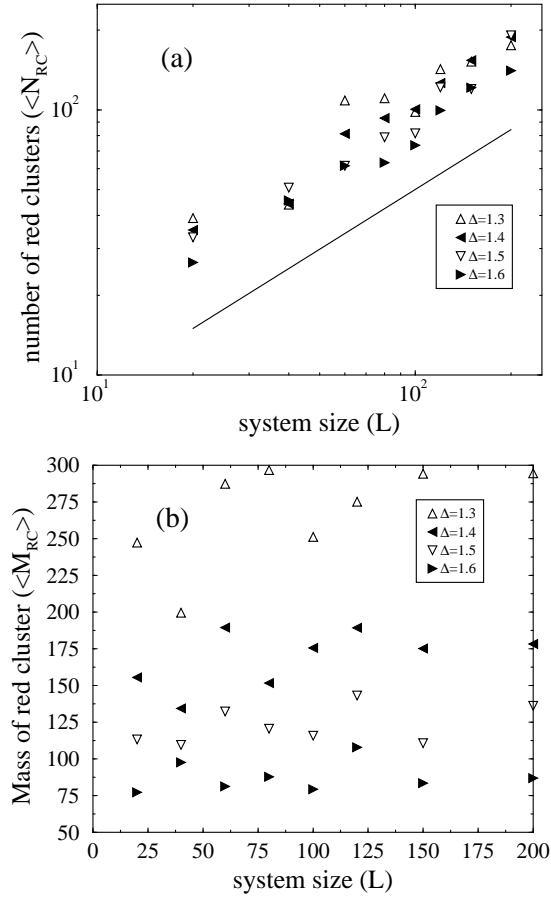 (a)
number of red clusters (<N_RC>)
10^2
10^1
Δ=1.3
Δ=1.4
Δ=1.5
Δ=1.6
10^1
10^2
system size (L)
(b)
Mass of red cluster (<M_RC>)
300
275
250
225
200
175
150
125
100
75
50
Δ=1.3
Δ=1.4
Δ=1.5
Δ=1.6
0 25 50 75 100 125 150 175 200
system size (L)